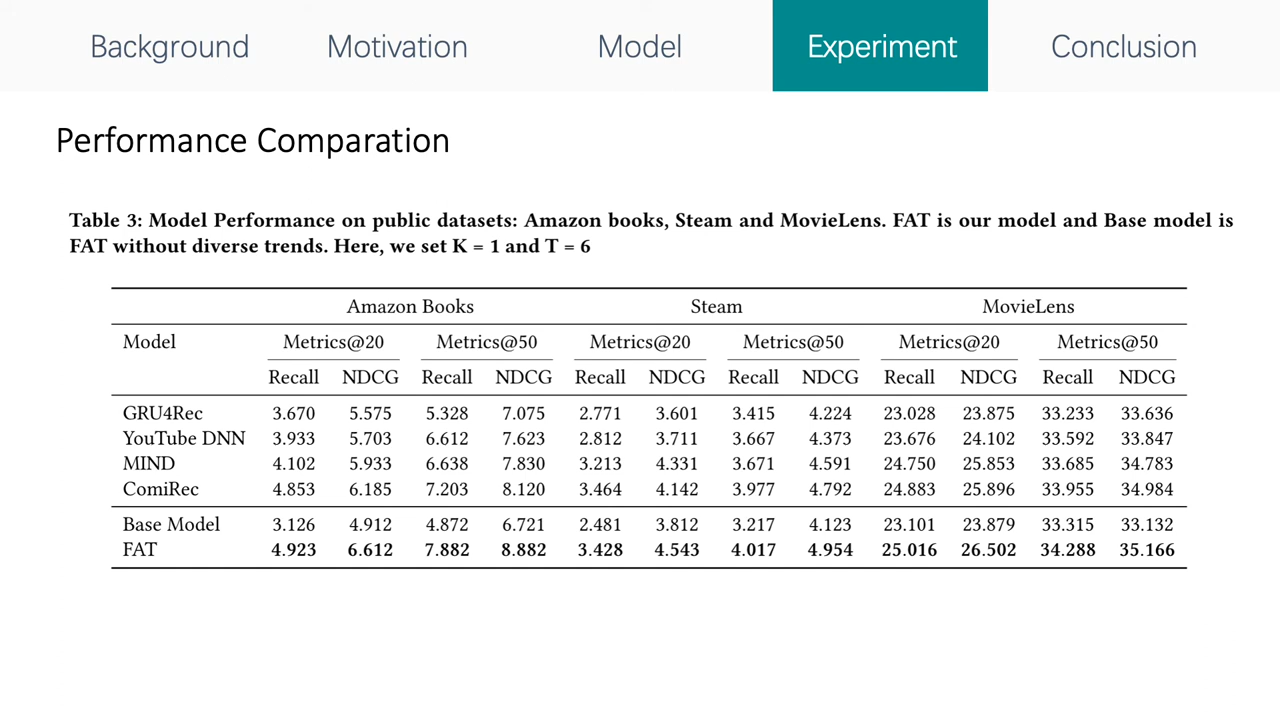 Background Motivation Model Experiment Conclusion
Performance Comparation
Table 3: Model Performance on public datasets: Amazon books, Steam and MovieLens. FAT is our model and Base model is
FAT without diverse trends. Here, we set K = 1 and T = 6
Amazon Books Steam MovieLens
Model Metrics@20 Metrics@50 Metrics@20 Metrics@50 Metrics@20 Metrics@50
Recall NDCG Recall NDCG Recall NDCG Recall NDCG Recall NDCG Recall NDCG
GRU4Rec 3.670 5.575 5.328 7.075 2.771 3.601 3.415 4.224 23.028 23.875 33.233 33.636
YouTube DNN 3.933 5.703 6.612 7.623 2.812 3.711 3.667 4.373 23.676 24.102 33.592 33.847
MIND 4.102 5.933 6.638 7.830 3.213 4.331 3.671 4.591 24.750 25.853 33.685 34.783
ComiRec 4.853 6.185 7.203 8.120 3.464 4.142 3.977 4.792 24.883 25.896 33.955 34.984
Base Model 3.126 4.912 4.872 6.721 2.481 3.812 3.217 4.123 23.101 23.879 33.315 33.132
FAT 4.923 6.612 7.882 8.882 3.428 4.543 4.017 4.954 25.016 26.502 34.288 35.166